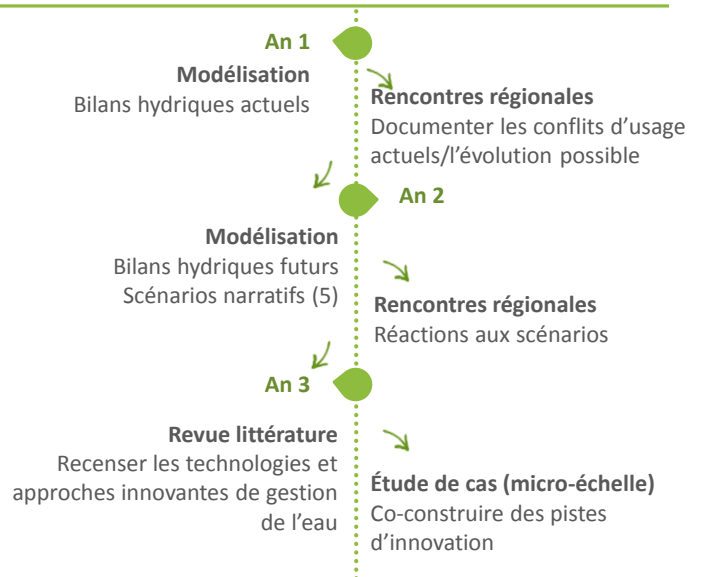 An 1
Modélisation
Bilans hydriques actuels
Rencontres régionales
Documenter les conflits d’usage
actuels/l’évolution possible
An 2
Modélisation
Bilans hydriques futurs
Scénarios narratifs (5)
Rencontres régionales
Réactions aux scénarios
An 3
Revue littérature
Recenser les technologies et
approches innovantes de gestion
de l’eau
Étude de cas (micro-échelle)
Co-construire des pistes
d’innovation